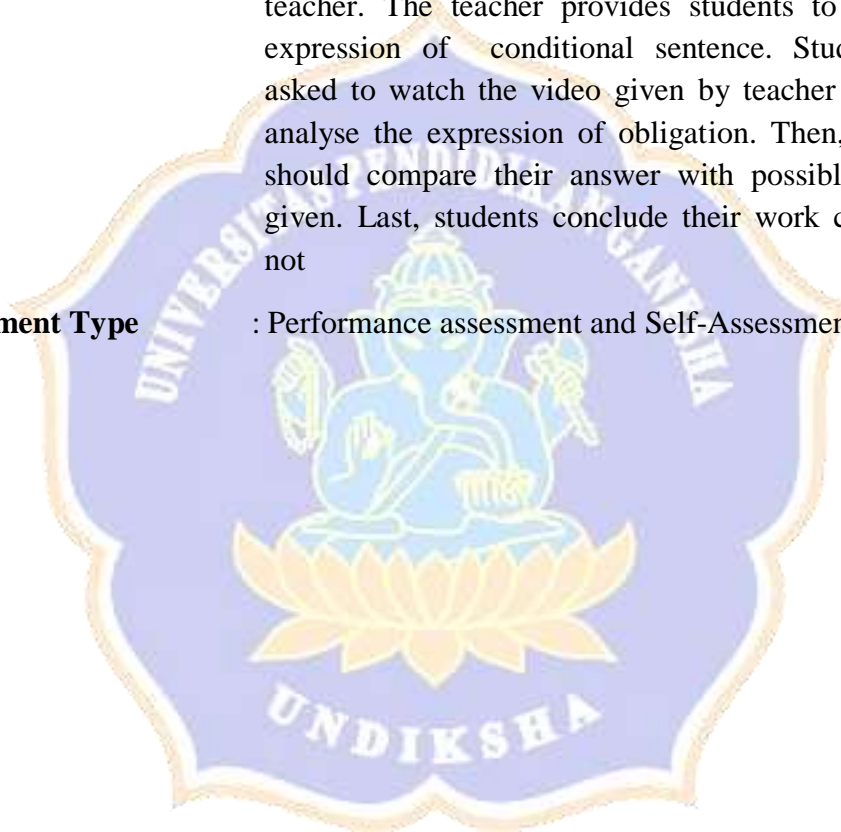 teacher. The teacher provides students to
expression of conditional sentence. Stud
asked to watch the video given by teacher
analyse the expression of obligation. Then,
should compare their answer with possibl
given. Last, students conclude their work c
not
ment Type : Performance assessment and Self-Assessmen
UNIVERSITAS PENDIDIKAN GANESHA
UNDIKSHA